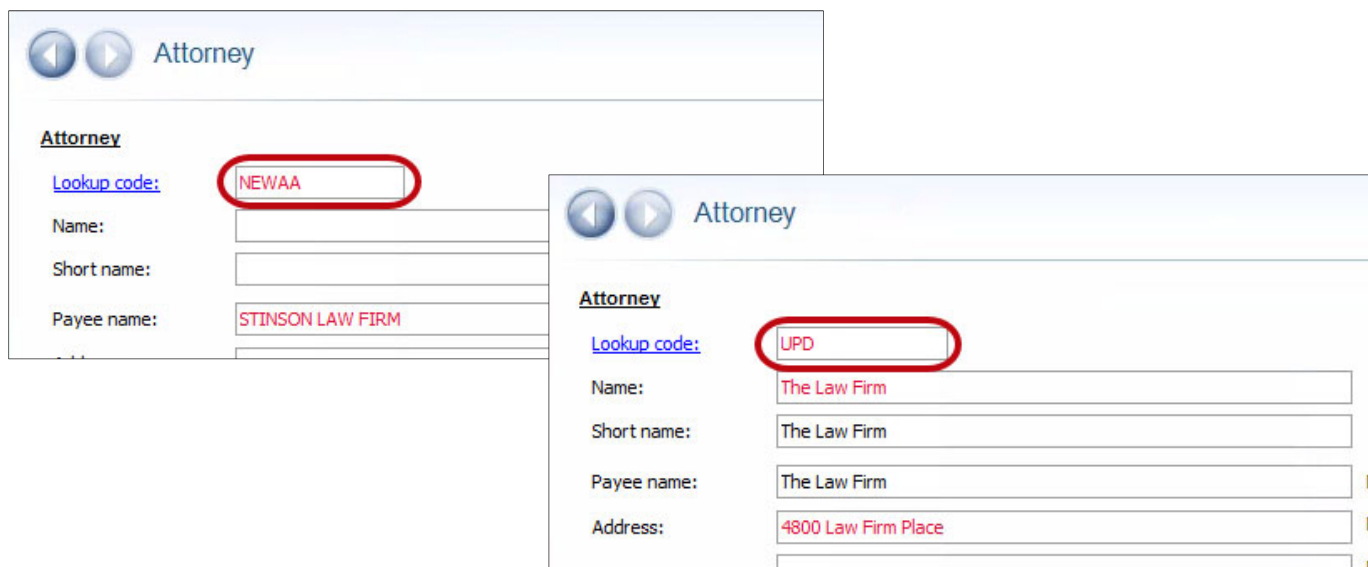 Attorney
Attorney
Lookup code: NEWAA
Name:
Short name:
Payee name: STINSON LAW FIRM
Attorney
Attorney
Lookup code: UPD
Name: The Law Firm
Short name: The Law Firm
Payee name: The Law Firm
Address: 4800 Law Firm Place